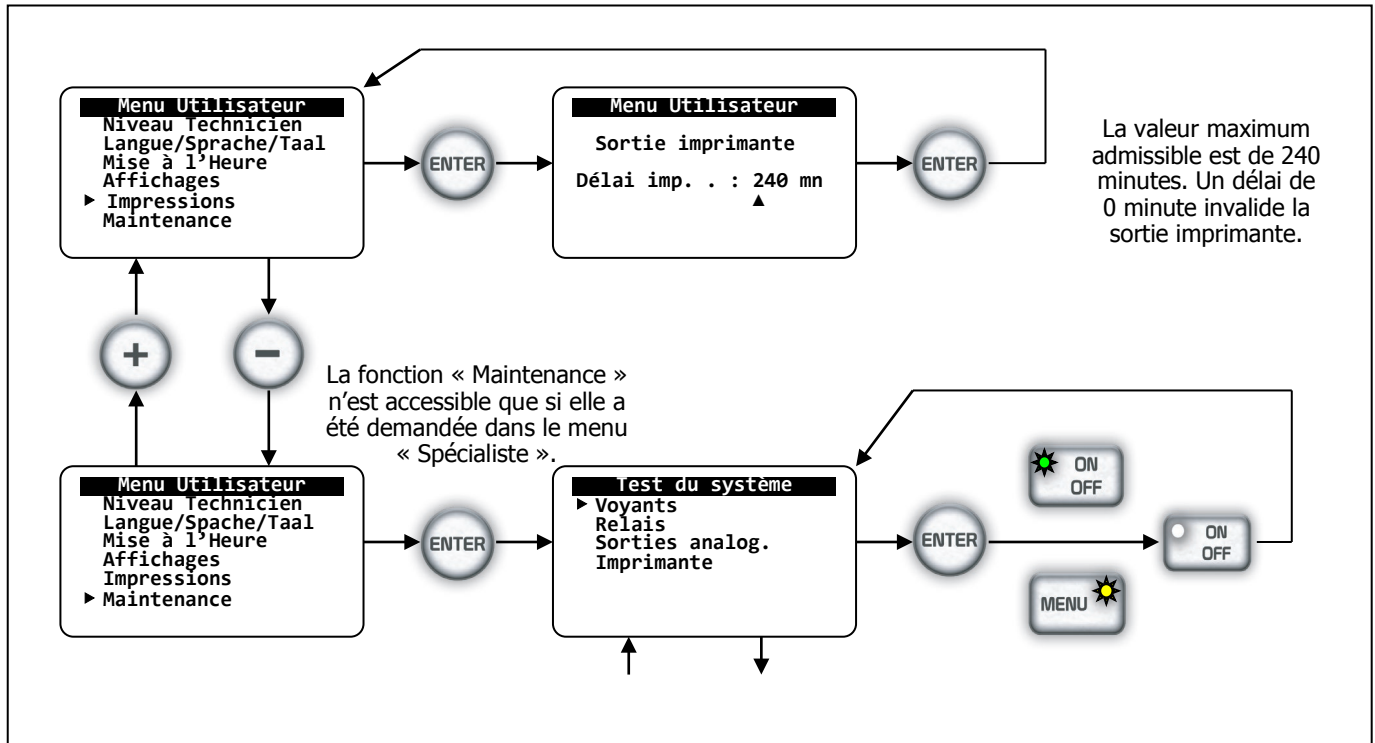 Menu Utilisateur
Niveau Technicien
Langue/Sprache/Taal
Mise à l'Heure
Affichages
▶ Impressions
Maintenance
ENTER
Menu Utilisateur
Sortie imprimante
Délai imp. . : 240 mn
▲
ENTER
La valeur maximum
admissible est de 240
minutes. Un délai de
0 minute invalide la
sortie imprimante.
+
-
La fonction « Maintenance »
n'est accessible que si elle a
été demandée dans le menu
« Spécialiste ».
Menu Utilisateur
Niveau Technicien
Langue/Spache/Taal
Mise à l'Heure
Affichages
Impressions
▶ Maintenance
ENTER
Test du système
▶ Voyants
Relais
Sorties analog.
Imprimante
ENTER
ON
OFF
MENU
ON
OFF